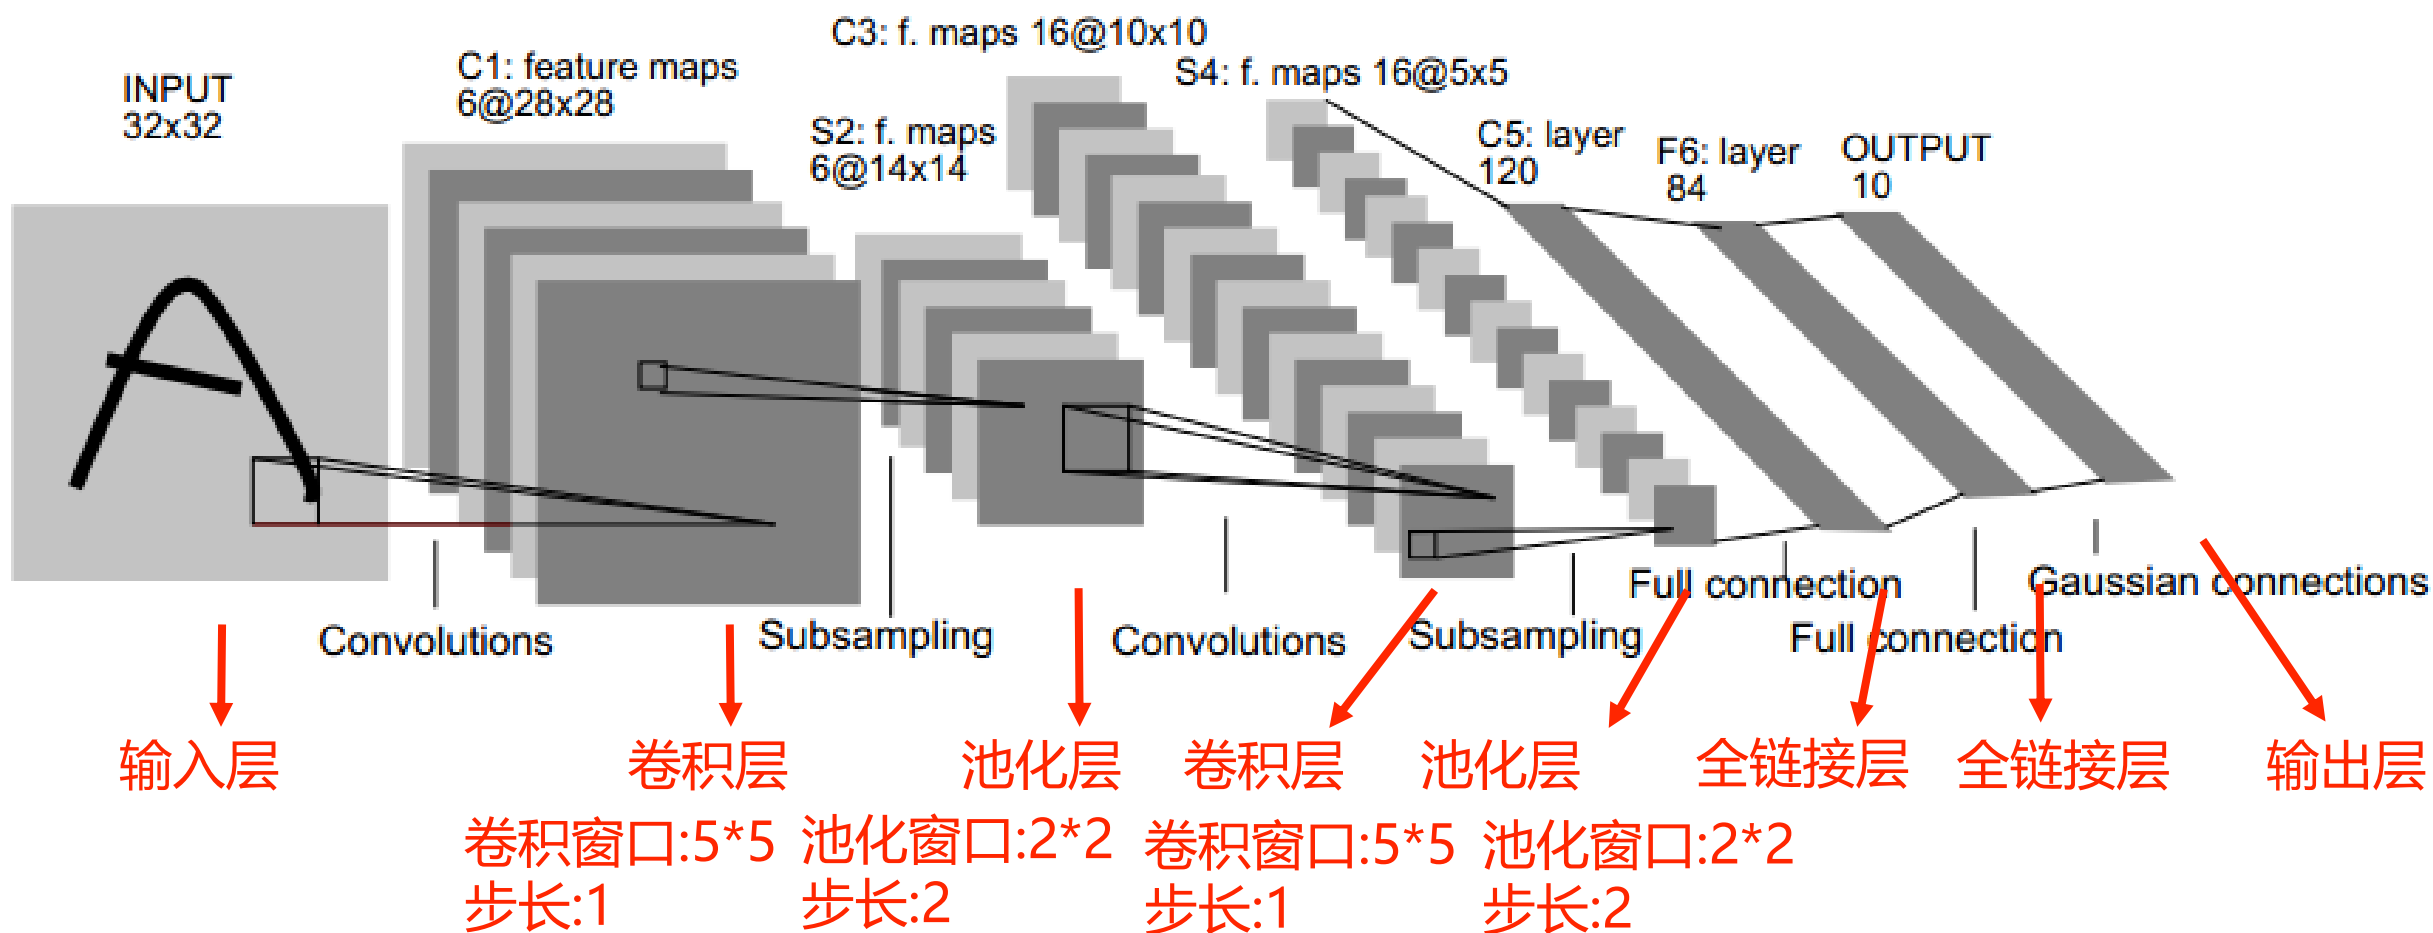 INPUT
32x32
C1: feature maps
6@28x28
S2: f. maps
6@14x14
C3: f. maps 16@10x10
S4: f. maps 16@5x5
C5: layer
120
F6: layer
84
OUTPUT
10
Convolutions
Subsampling
Convolutions
Subsampling
Full connection
Full connection
Gaussian connections
输入层
卷积层
池化层
卷积层
池化层
全链接层
全链接层
输出层
卷积窗口:5*5
步长:1
池化窗口:2*2
步长:2
卷积窗口:5*5
步长:1
池化窗口:2*2
步长:2